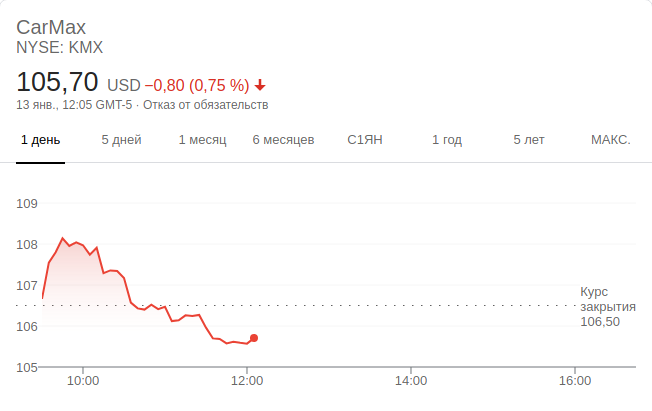 CarMax
NYSE: KMX
105,70 USD −0,80 (0,75 %)
13 янв., 12:05 GMT-5 · Отказ от обязательств
1 день 5 дней 1 месяц 6 месяцев С1ЯН 1 год 5 лет МАКС.
109
108
107
Курс
закрытия
106,50
106
105
10:00 12:00 14:00 16:00